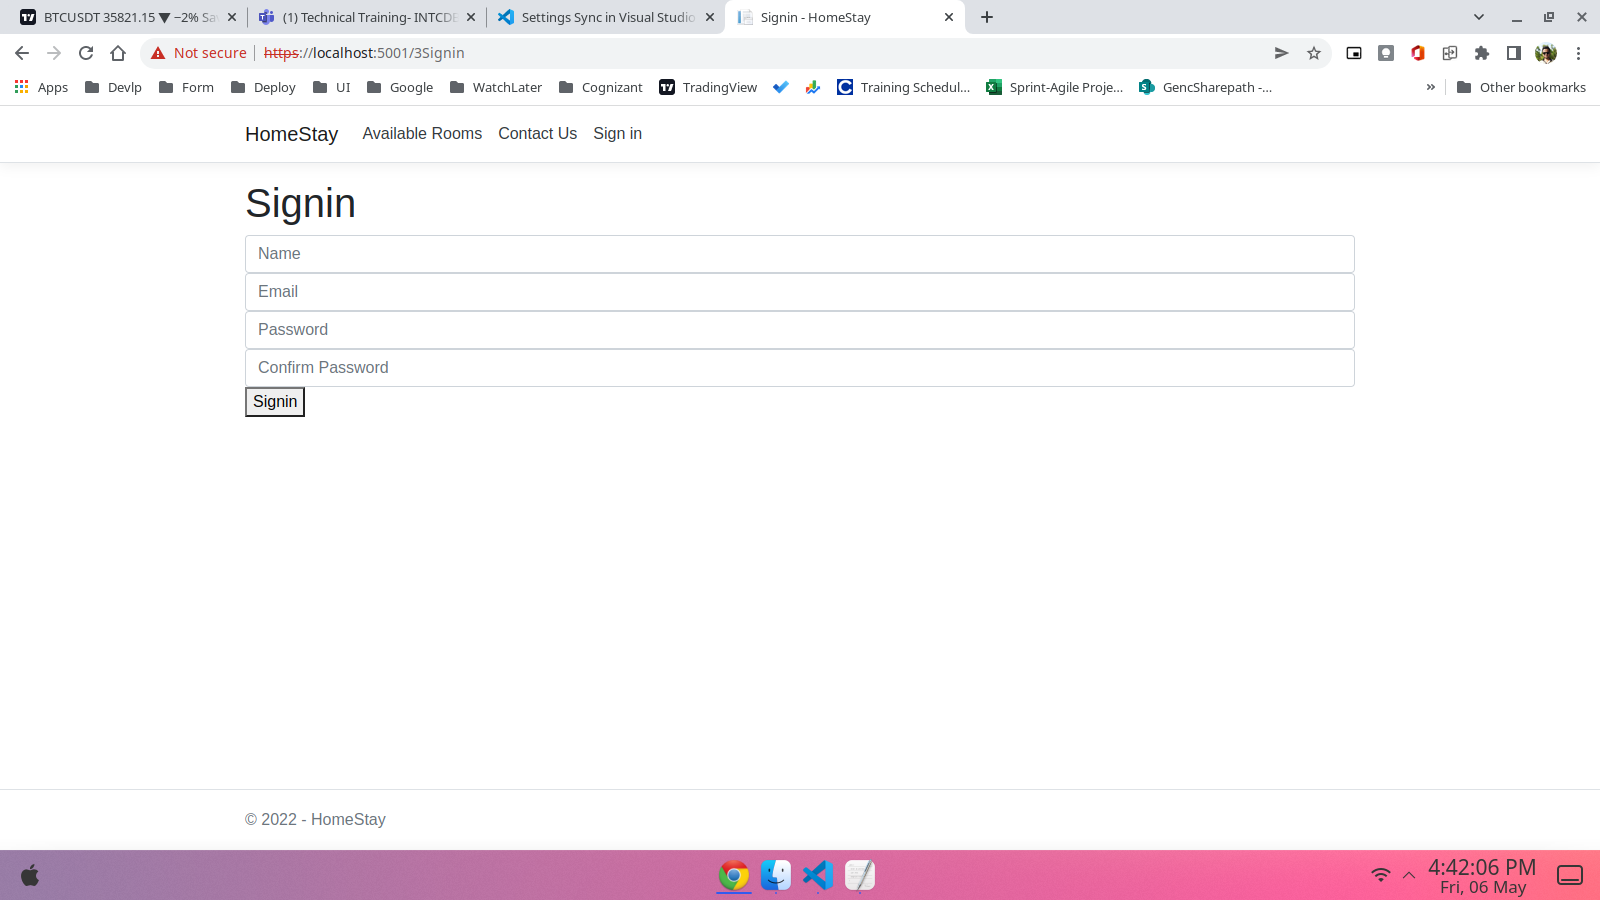 BTCUSDT 35821.15 ▼ −2% Sav
(1) Technical Training- INTCDE
Settings Sync in Visual Studio
Signin - HomeStay
Not secure
https://localhost:5001/3Signin
Apps
Devlp
Form
Deploy
UI
Google
WatchLater
Cognizant
TradingView
Training Schedul...
Sprint-Agile Proje...
GencSharepath -...
»
Other bookmarks
HomeStay
Available Rooms
Contact Us
Sign in
Signin
Name
Email
Password
Confirm Password
Signin
© 2022 - HomeStay
4:42:06 PM
Fri, 06 May